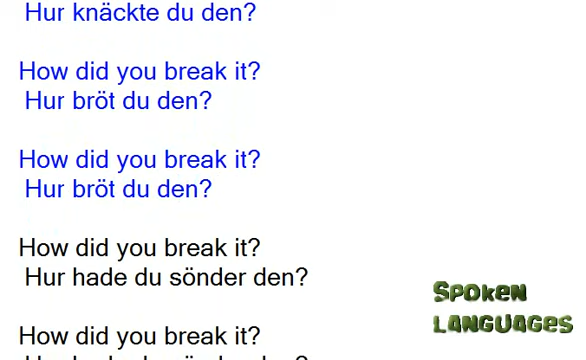 Hur knäckte du den?
How did you break it?
Hur bröt du den?
How did you break it?
Hur bröt du den?
How did you break it?
Hur hade du sönder den?
How did you break it?
SPOKEN
LANGUAGES